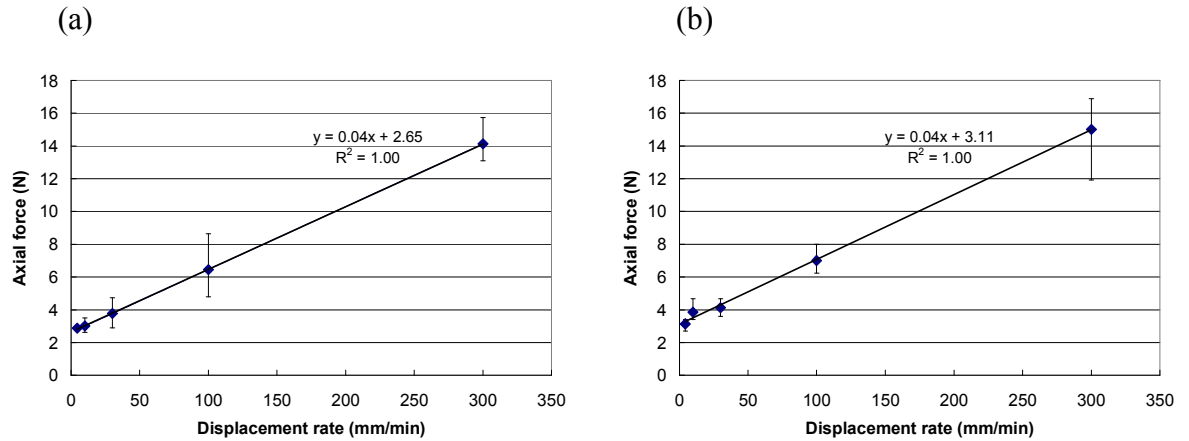 (a)
18
16
14
12
10
8
6
4
2
0
Axial force (N)
y = 0.04x + 2.65
R² = 1.00
0 50 100 150 200 250 300 350
Displacement rate (mm/min)
(b)
18
16
14
12
10
8
6
4
2
0
Axial force (N)
y = 0.04x + 3.11
R² = 1.00
0 50 100 150 200 250 300 350
Displacement rate (mm/min)